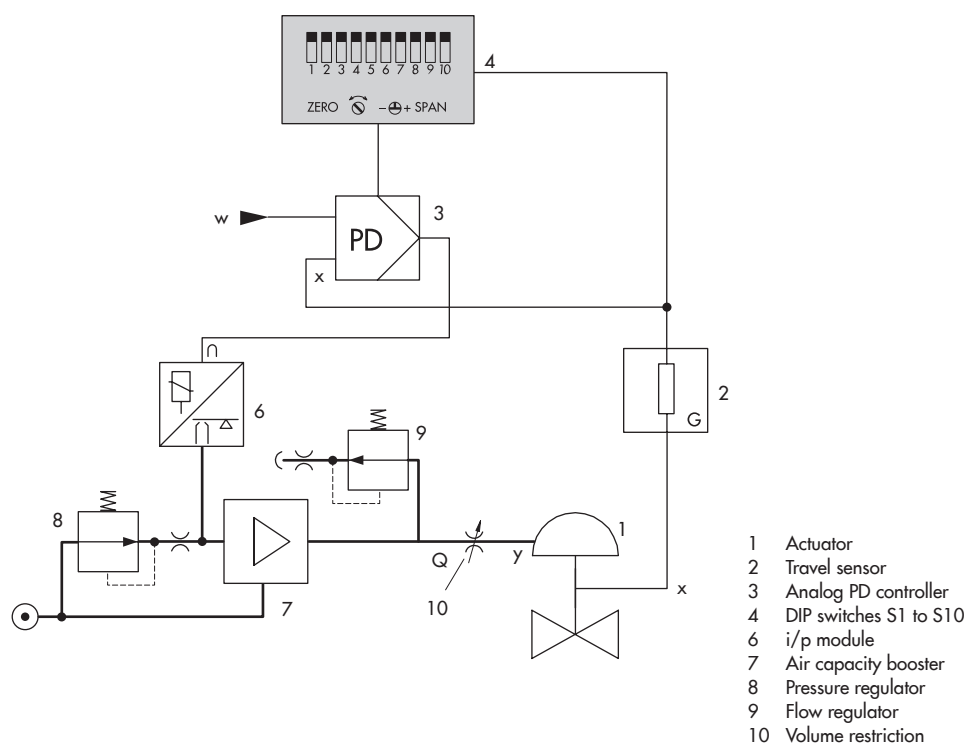 1 2 3 4 5 6 7 8 9 10
4
ZERO - + SPAN
w
PD
3
x
6
2
G
9
8
1
Q
y
10
7
x
1 Actuator
2 Travel sensor
3 Analog PD controller
4 DIP switches S1 to S10
6 i/p module
7 Air capacity booster
8 Pressure regulator
9 Flow regulator
10 Volume restriction